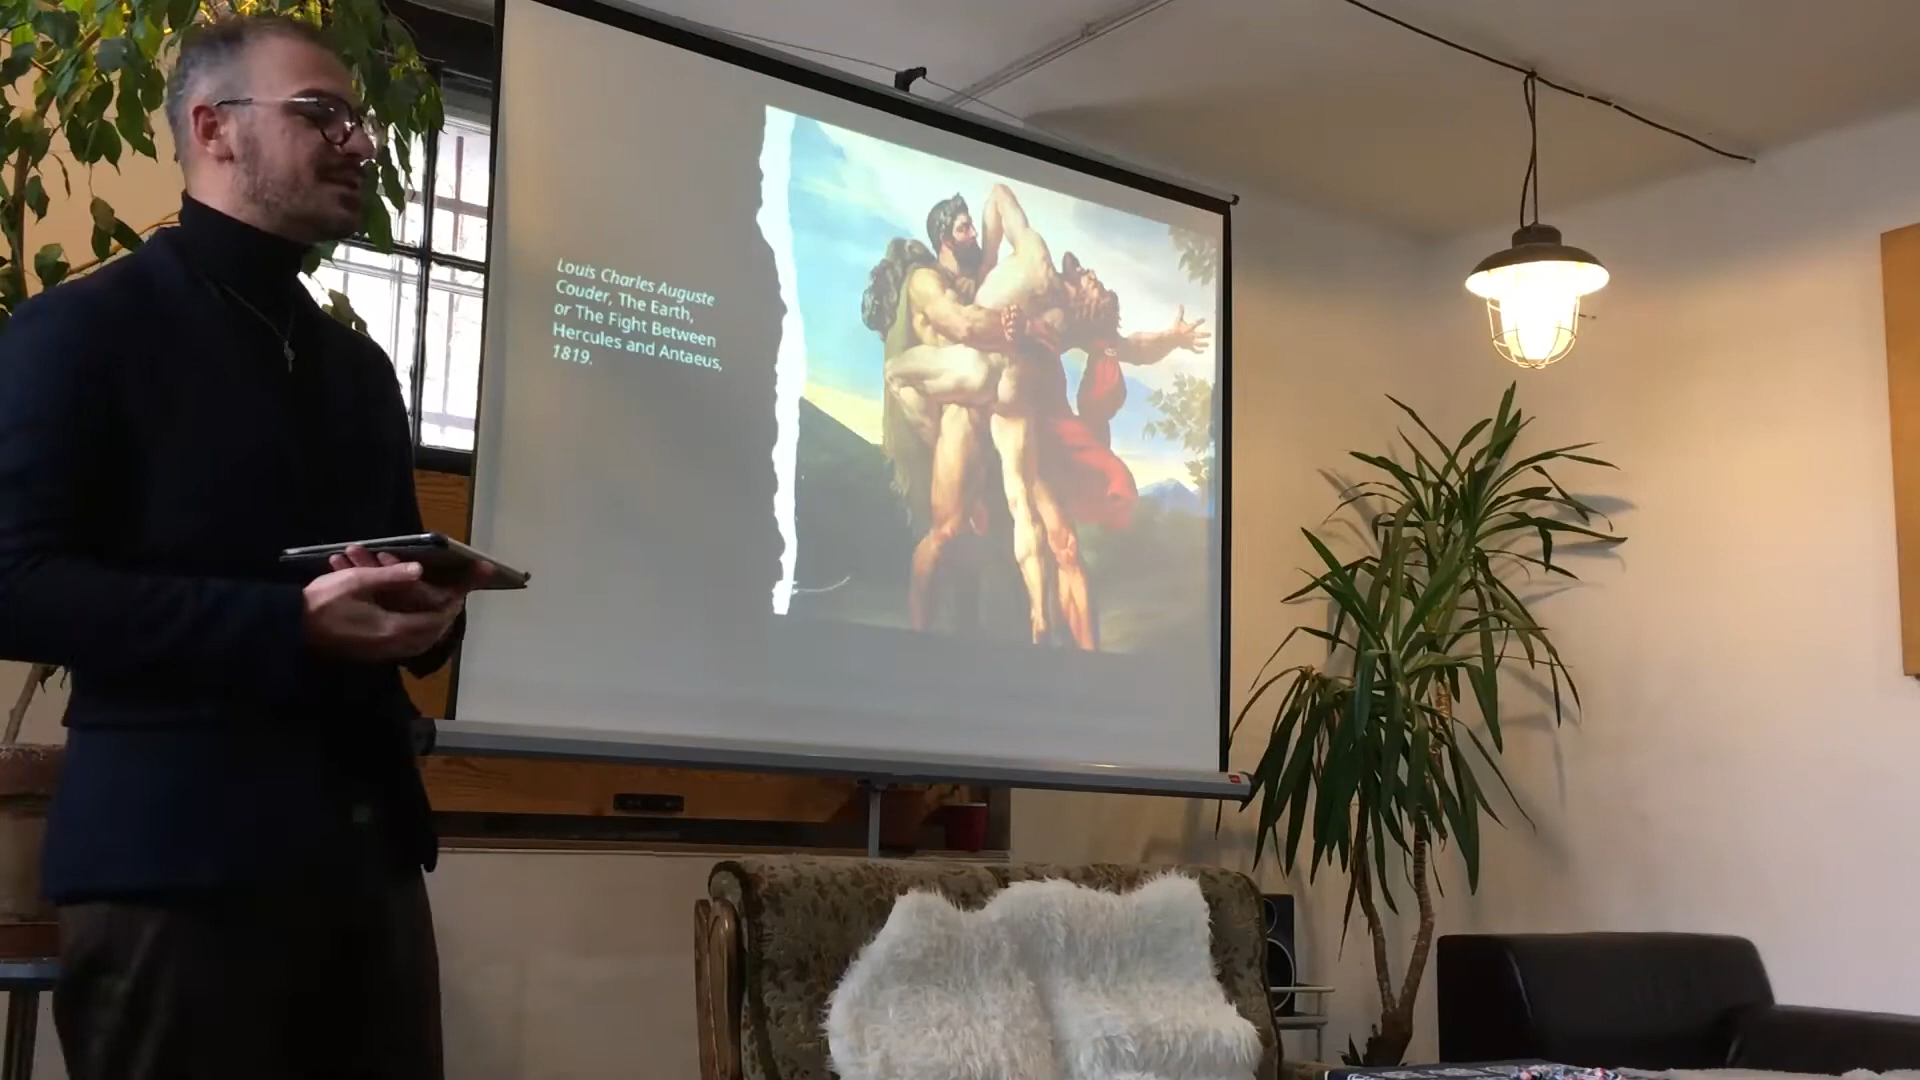 Louis Charles Auguste
Couder, The Earth,
or The Fight Between
Hercules and Antaeus,
1819.